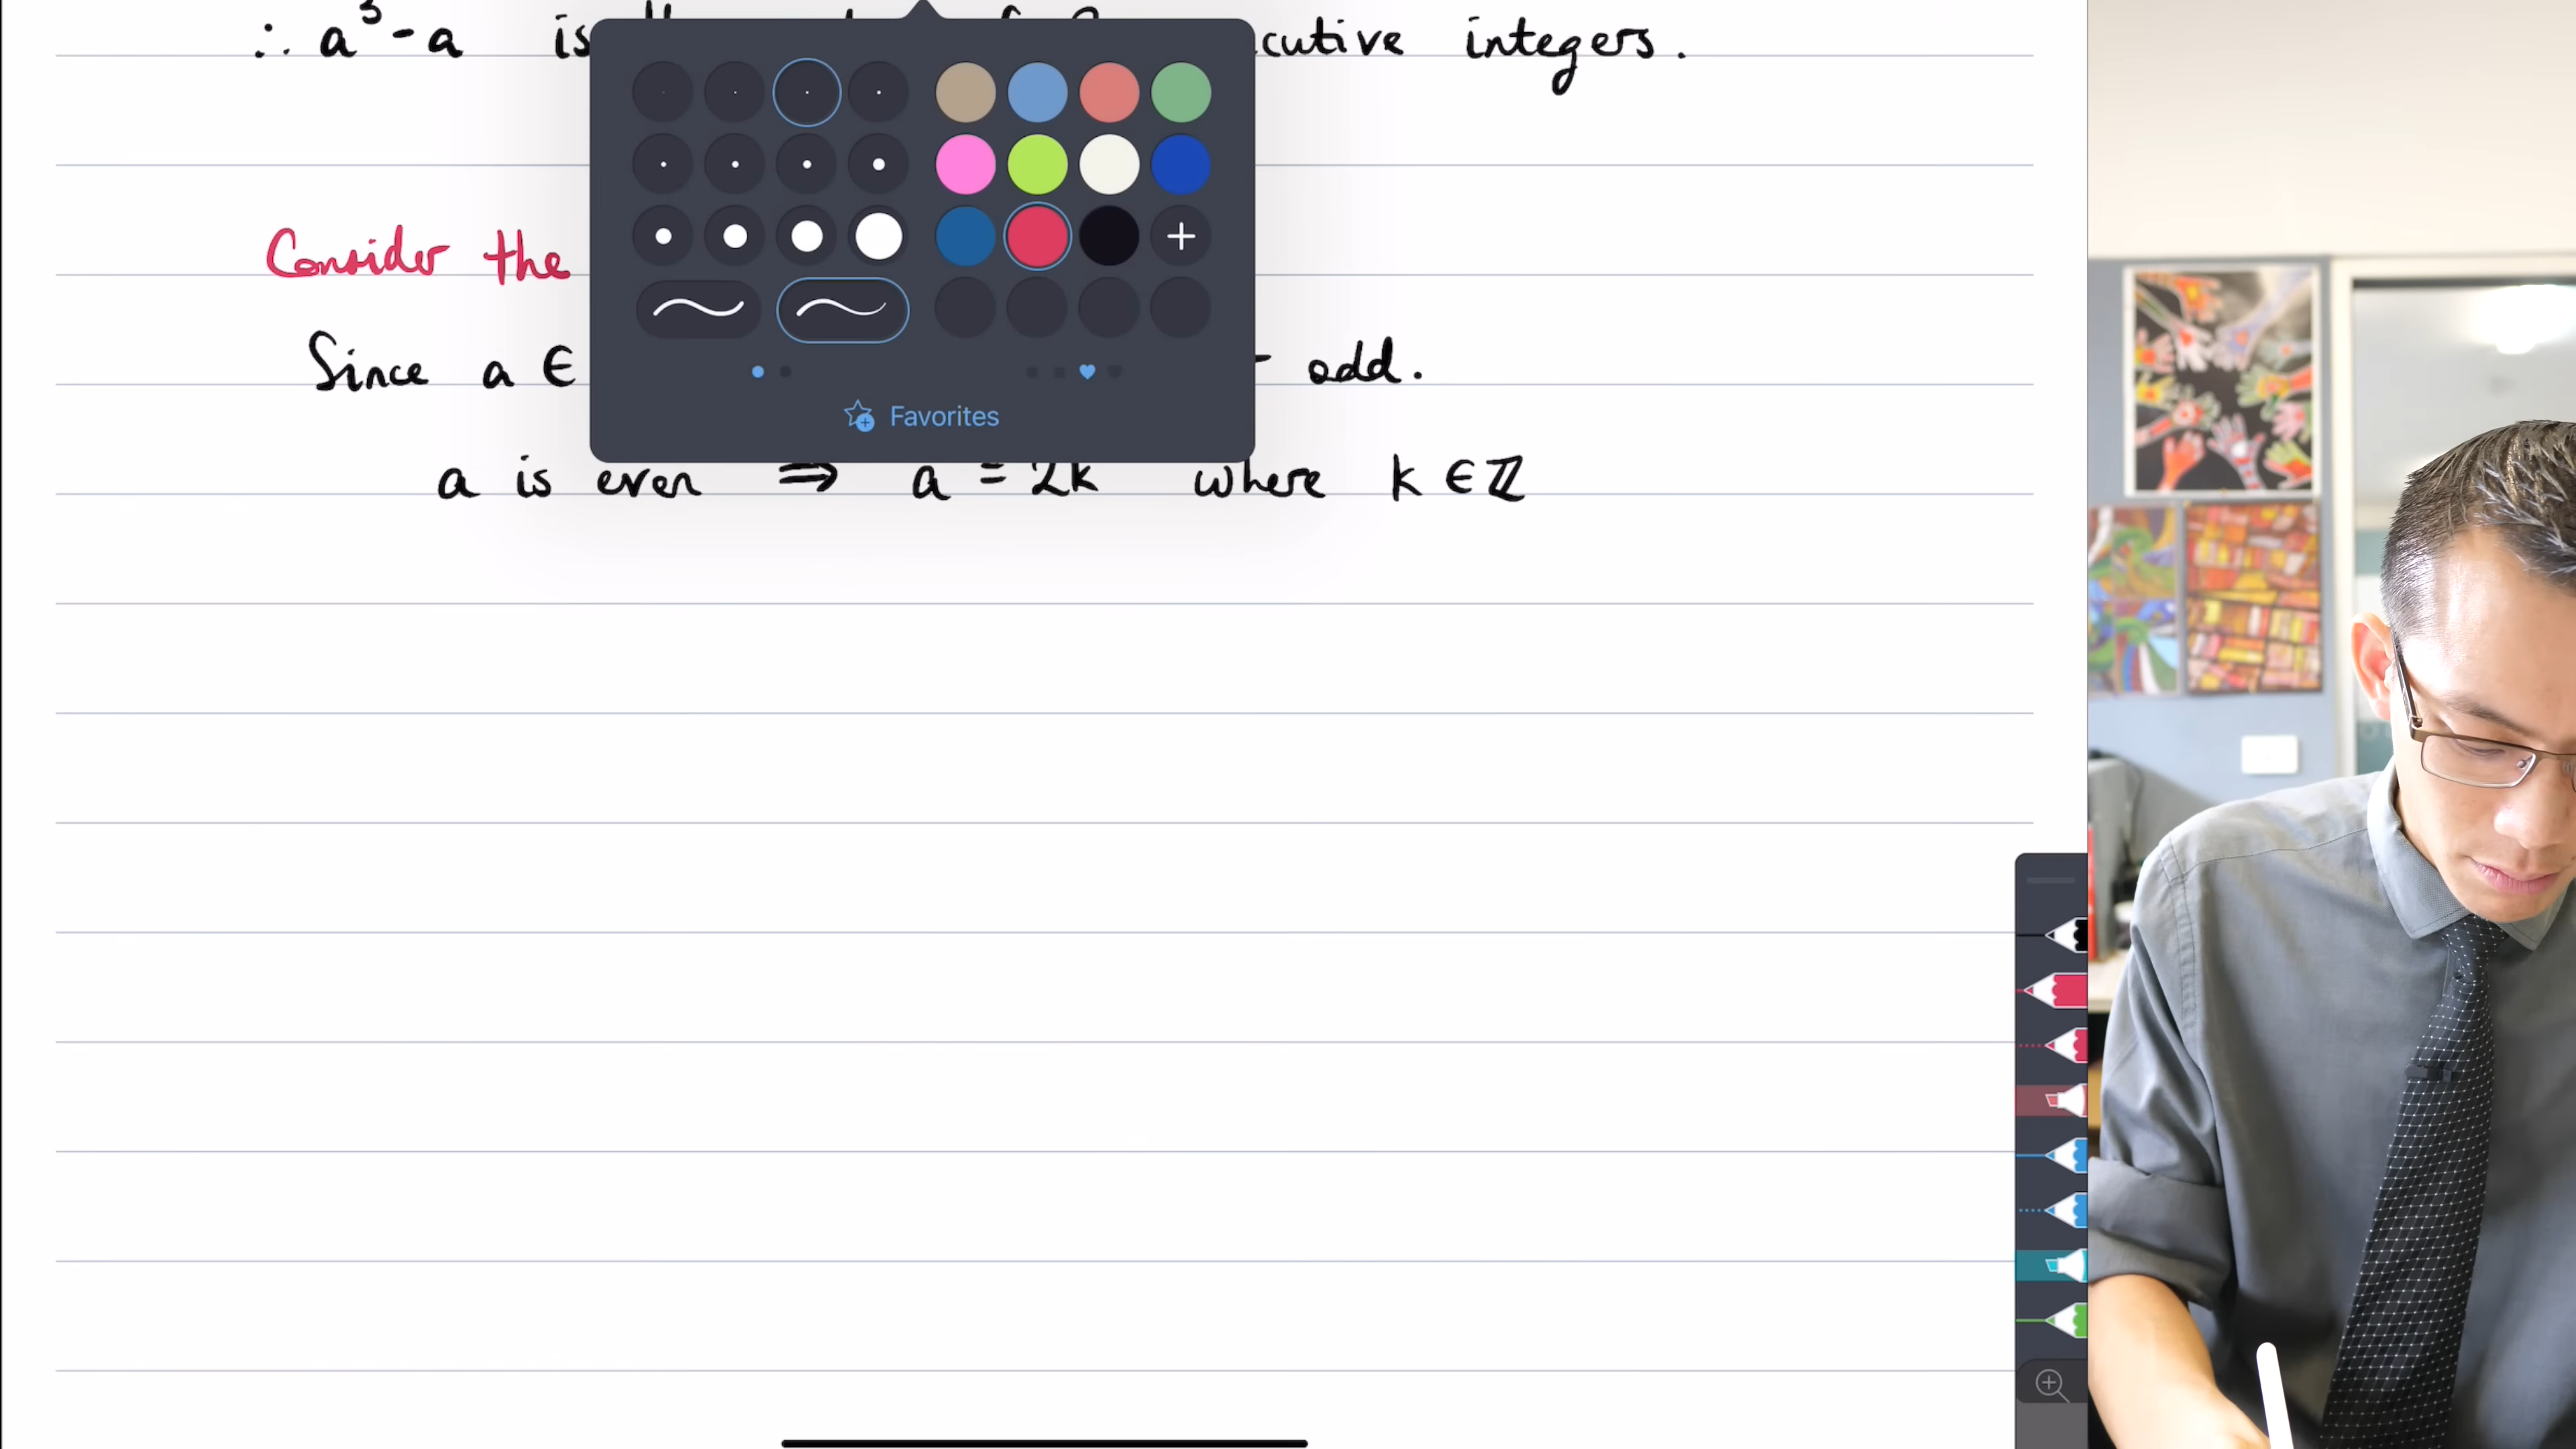 ∴ a³-a is cutive integers.
Consider the
Since a ∈ odd.
Favorites
a is even ⇒ a = 2k where k ∈ ℤ